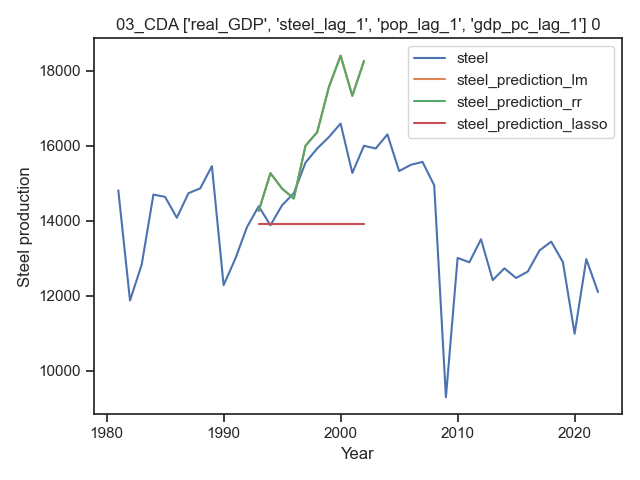 03_CDA ['real_GDP', 'steel_lag_1', 'pop_lag_1', 'gdp_pc_lag_1'] 0
steel
steel_prediction_lm
steel_prediction_rr
steel_prediction_lasso
18000
16000
14000
12000
10000
Steel production
1980
1990
2000
2010
2020
Year